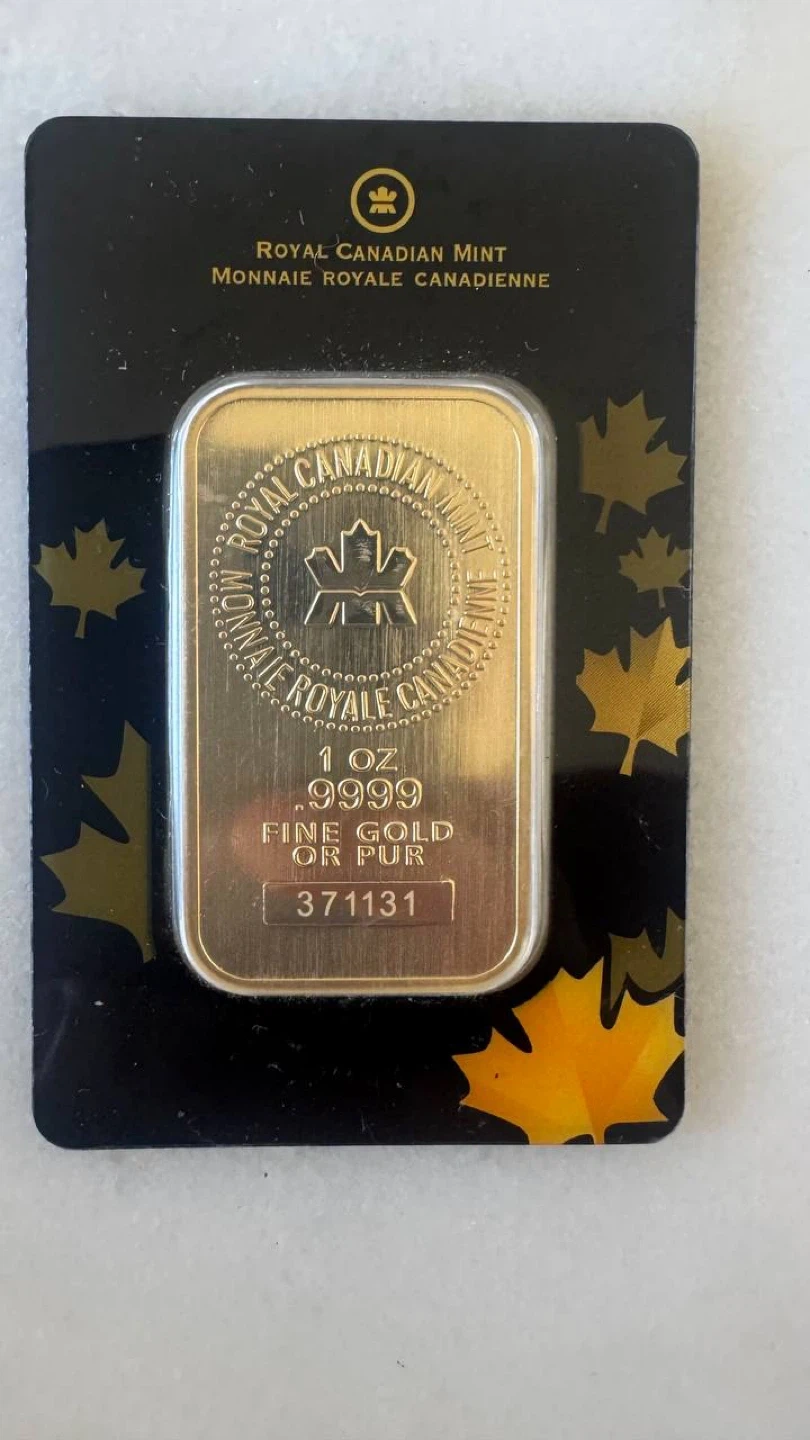 ROYAL CANADIAN MINT
MONNAIE ROYALE CANADIENNE
ROYAL CANADIAN MINT
MONNAIE ROYALE CANADIENNE
1 OZ
.9999
FINE GOLD
OR PUR
371131